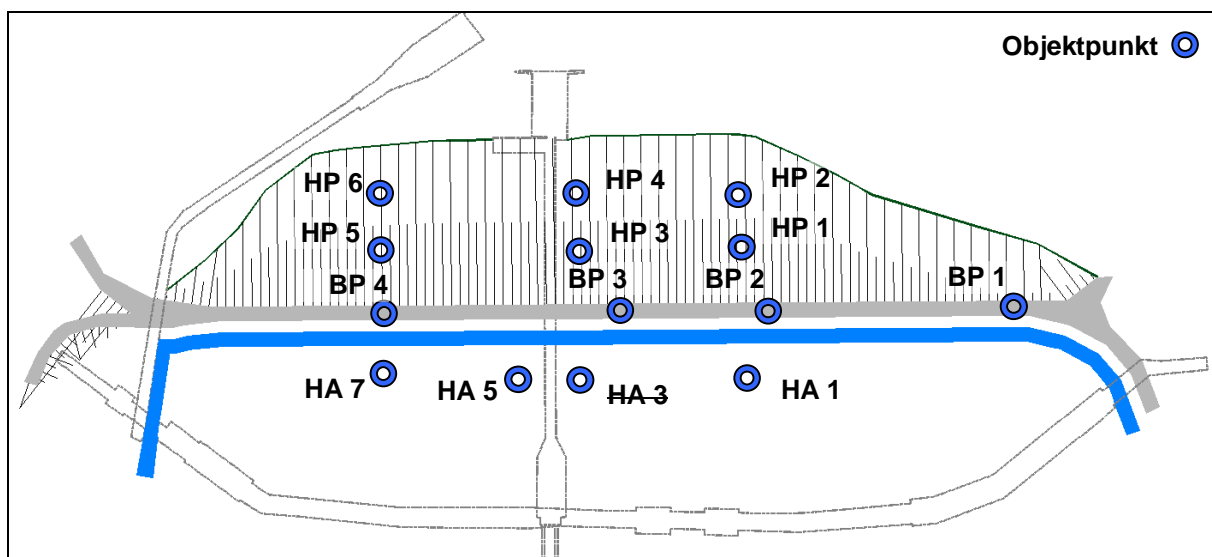 Objektpunkt
HP 6
HP 4
HP 2
HP 5
HP 3
HP 1
BP 4
BP 3
BP 2
BP 1
HA 7
HA 5
HA 3
HA 1